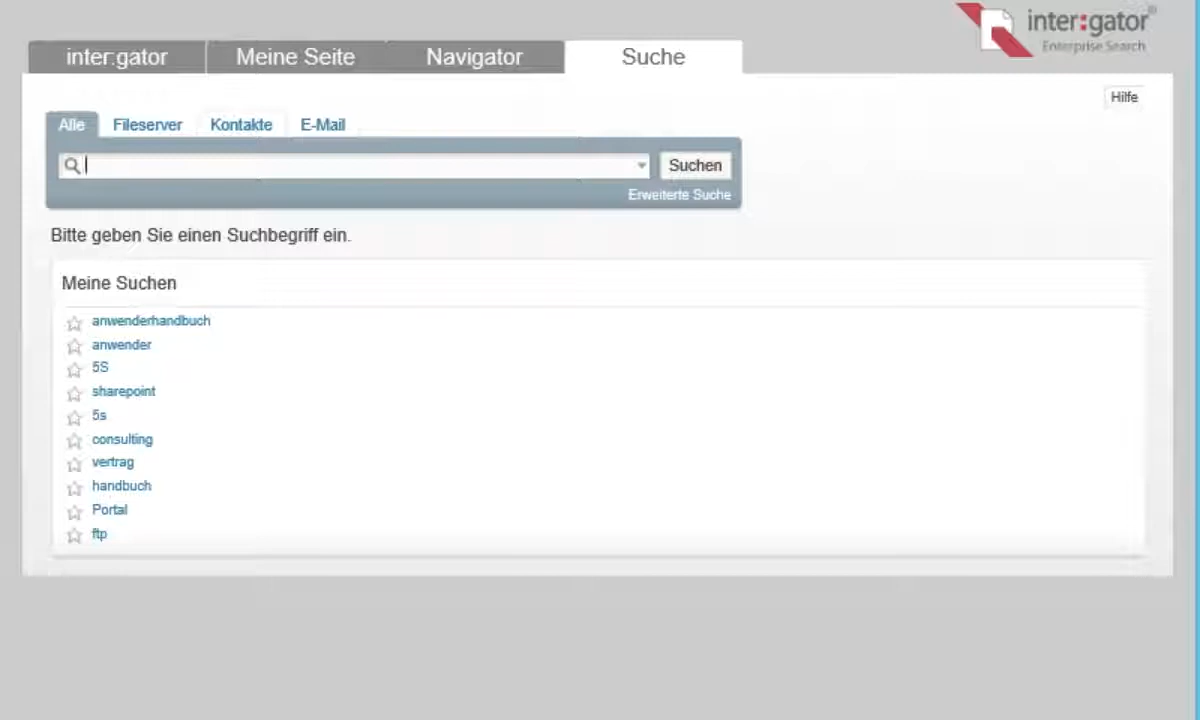 inter:gator®
Enterprise Search
inter:gator Meine Seite Navigator Suche
Hilfe
Alle Fileserver Kontakte E-Mail
Suchen
Erweiterte Suche
Bitte geben Sie einen Suchbegriff ein.
Meine Suchen
anwenderhandbuch
anwender
5S
sharepoint
5s
consulting
vertrag
handbuch
Portal
ftp